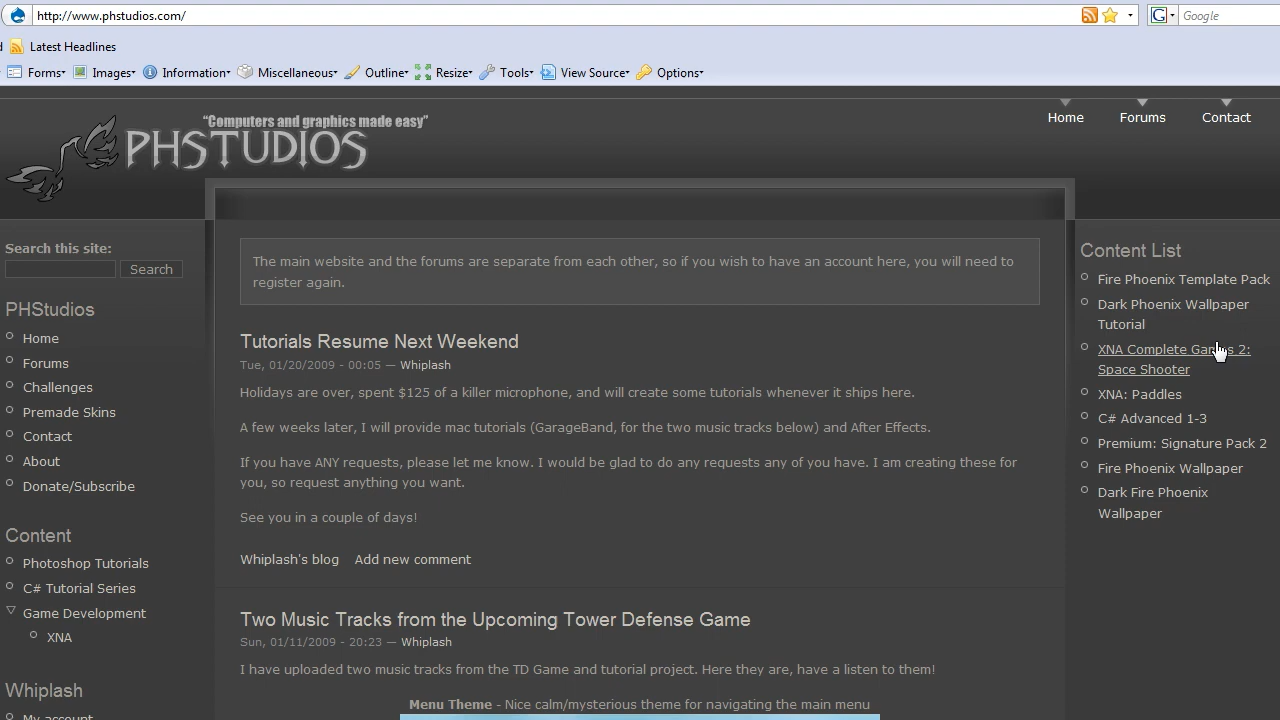 http://www.phstudios.com/
Google
Latest Headlines
Forms
Images
Information
Miscellaneous
Outline
Resize
Tools
View Source
Options
"Computers and graphics made easy"
PHSTUDIOS
Home
Forums
Contact
Search this site:
Search
PHStudios
Home
Forums
Challenges
Premade Skins
Contact
About
Donate/Subscribe
Content
Photoshop Tutorials
C# Tutorial Series
Game Development
XNA
Whiplash
My account
The main website and the forums are separate from each other, so if you wish to have an account here, you will need to
register again.
Tutorials Resume Next Weekend
Tue, 01/20/2009 - 00:05 — Whiplash
Holidays are over, spent $125 of a killer microphone, and will create some tutorials whenever it ships here.
A few weeks later, I will provide mac tutorials (GarageBand, for the two music tracks below) and After Effects.
If you have ANY requests, please let me know. I would be glad to do any requests any of you have. I am creating these for
you, so request anything you want.
See you in a couple of days!
Whiplash's blog Add new comment
Two Music Tracks from the Upcoming Tower Defense Game
Sun, 01/11/2009 - 20:23 — Whiplash
I have uploaded two music tracks from the TD Game and tutorial project. Here they are, have a listen to them!
Menu Theme - Nice calm/mysterious theme for navigating the main menu
Content List
Fire Phoenix Template Pack
Dark Phoenix Wallpaper
Tutorial
XNA Complete Games 2:
Space Shooter
XNA: Paddles
C# Advanced 1-3
Premium: Signature Pack 2
Fire Phoenix Wallpaper
Dark Fire Phoenix
Wallpaper